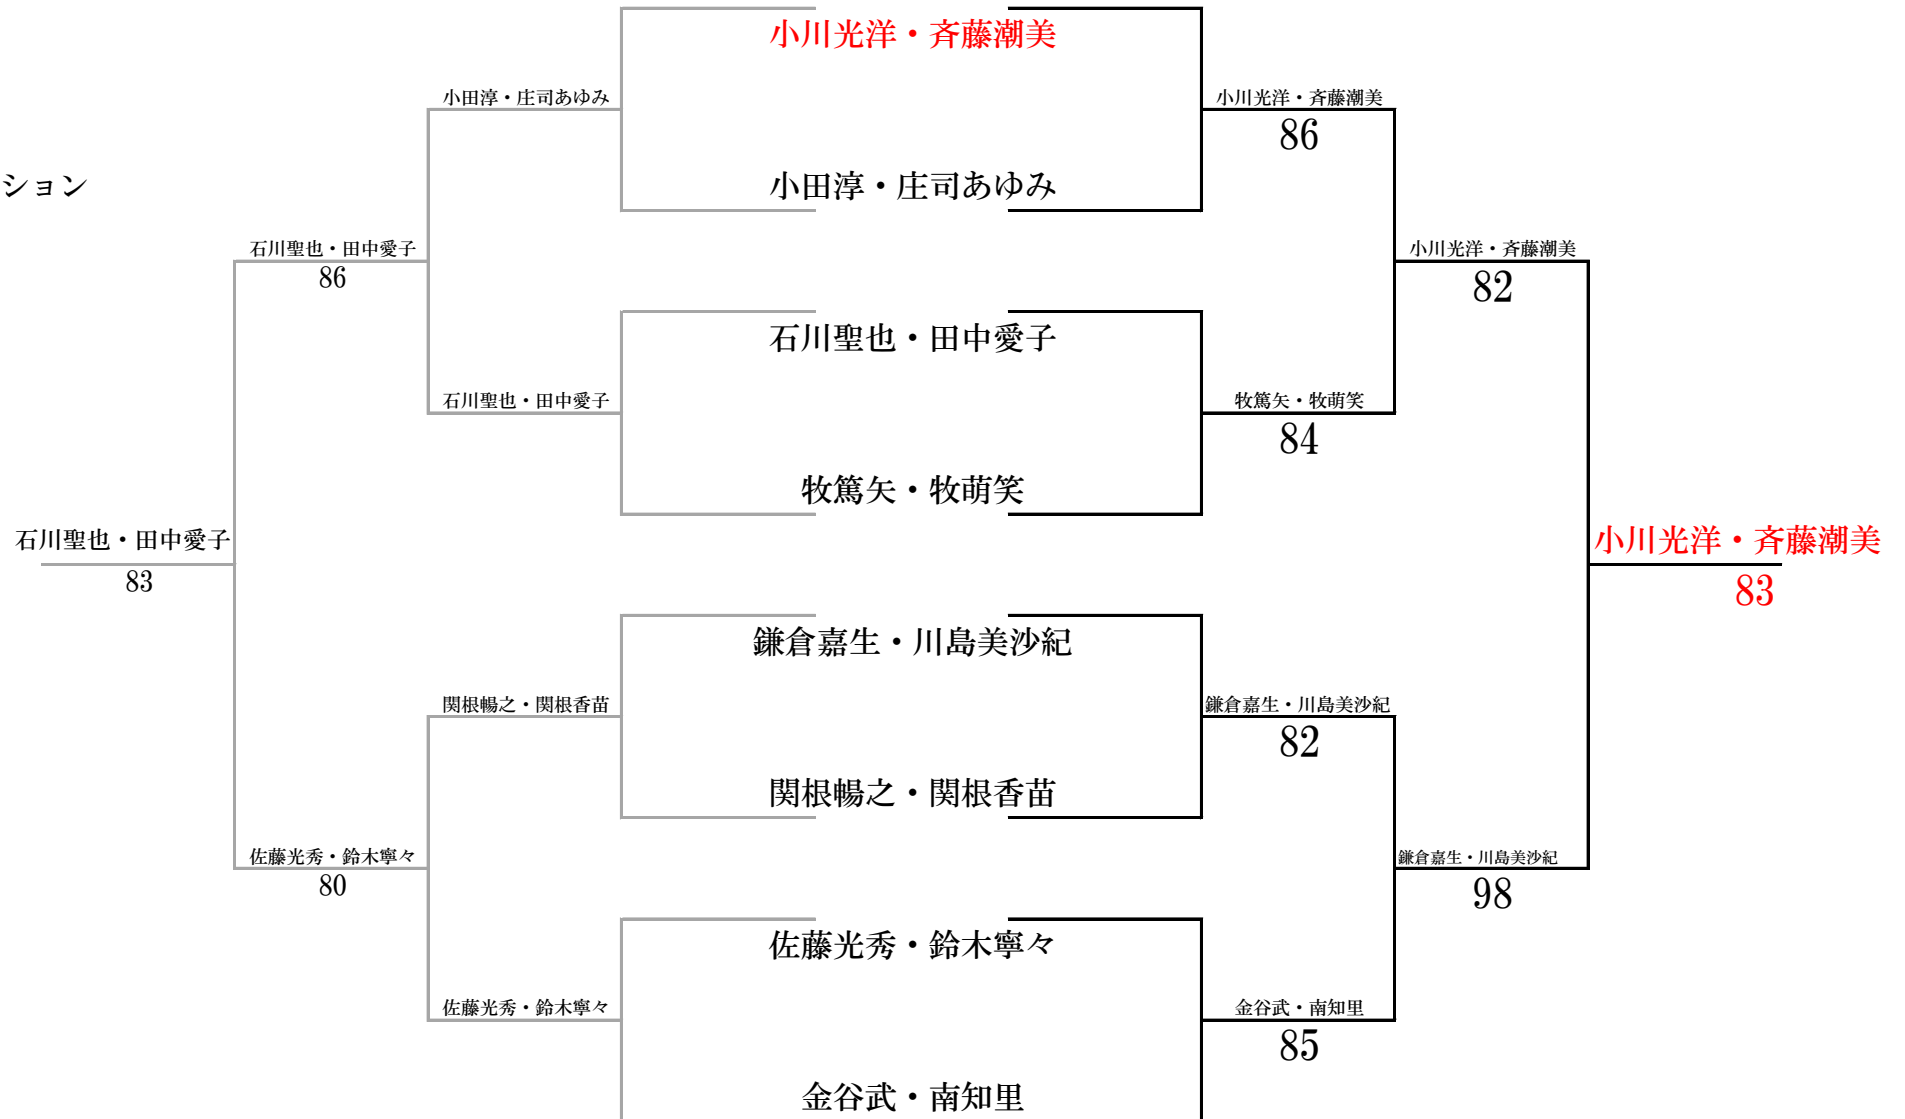 小川光洋・斉藤潮美
小田淳・庄司あゆみ
小川光洋・斉藤潮美
86
ション
小田淳・庄司あゆみ
石川聖也・田中愛子
86
小川光洋・斉藤潮美
82
石川聖也・田中愛子
石川聖也・田中愛子
牧篤矢・牧萌笑
84
牧篤矢・牧萌笑
石川聖也・田中愛子
83
小川光洋・斉藤潮美
83
鎌倉嘉生・川島美沙紀
関根暢之・関根香苗
鎌倉嘉生・川島美沙紀
82
関根暢之・関根香苗
佐藤光秀・鈴木寧々
80
鎌倉嘉生・川島美沙紀
98
佐藤光秀・鈴木寧々
佐藤光秀・鈴木寧々
金谷武・南知里
85
金谷武・南知里